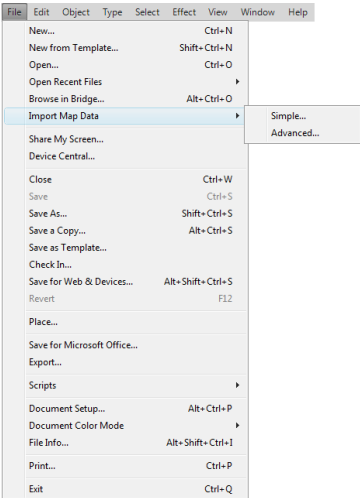 File Edit Object Type Select Effect View Window Help
New... Ctrl+N
New from Template... Shift+Ctrl+N
Open... Ctrl+O
Open Recent Files
Browse in Bridge... Alt+Ctrl+O
Import Map Data
Simple...
Advanced...
Share My Screen...
Device Central...
Close Ctrl+W
Save Ctrl+S
Save As... Shift+Ctrl+S
Save a Copy... Alt+Ctrl+S
Save as Template...
Check In...
Save for Web & Devices... Alt+Shift+Ctrl+S
Revert F12
Place...
Save for Microsoft Office...
Export...
Scripts
Document Setup... Alt+Ctrl+P
Document Color Mode
File Info... Alt+Shift+Ctrl+I
Print... Ctrl+P
Exit Ctrl+Q